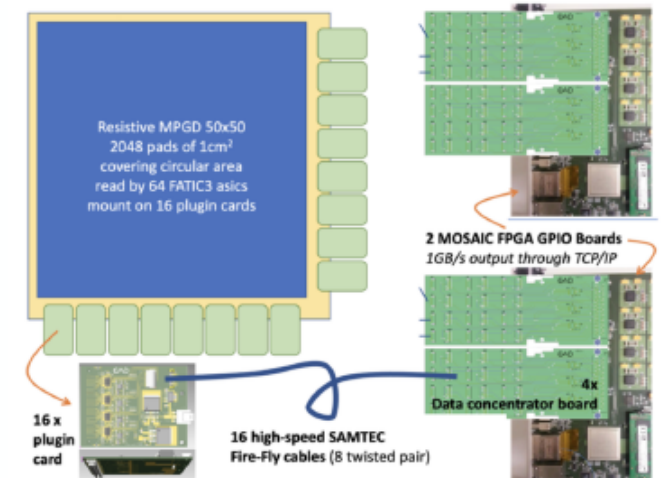 Resistive MPGD 50x50
2048 pads of 1cm²
covering circular area
read by 64 FATIC3 asics
mount on 16 plugin cards
2 MOSAIC FPGA GPIO Boards
1GB/s output through TCP/IP
4x
Data concentrator board
16 x
plugin
card
16 high-speed SAMTEC
Fire-Fly cables (8 twisted pair)